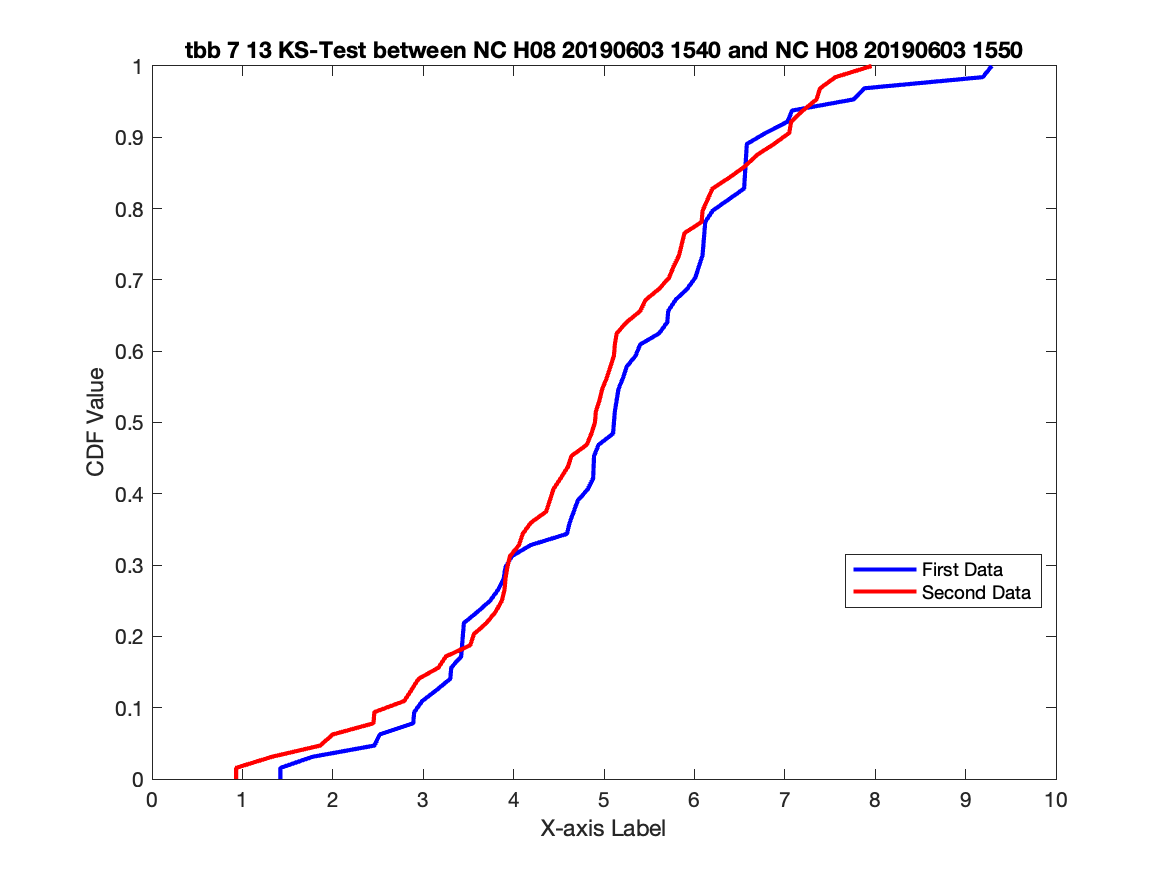 tbb 7 13 KS-Test between NC H08 20190603 1540 and NC H08 20190603 1550
1
0.9
0.8
0.7
0.6
0.5
0.4
0.3
0.2
0.1
0
CDF Value
First Data
Second Data
0 1 2 3 4 5 6 7 8 9 10
X-axis Label